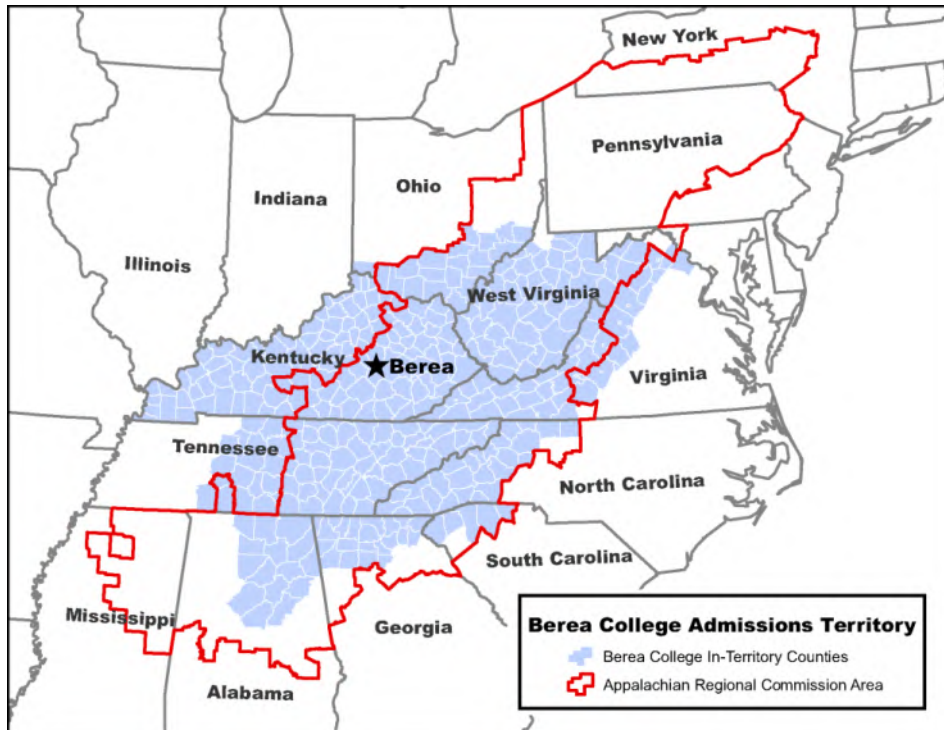 New York
Pennsylvania
Ohio
Indiana
Illinois
West Virginia
Kentucky
Berea
Virginia
Tennessee
North Carolina
South Carolina
Mississippi
Georgia
Alabama
Berea College Admissions Territory
Berea College In-Territory Counties
Appalachian Regional Commission Area